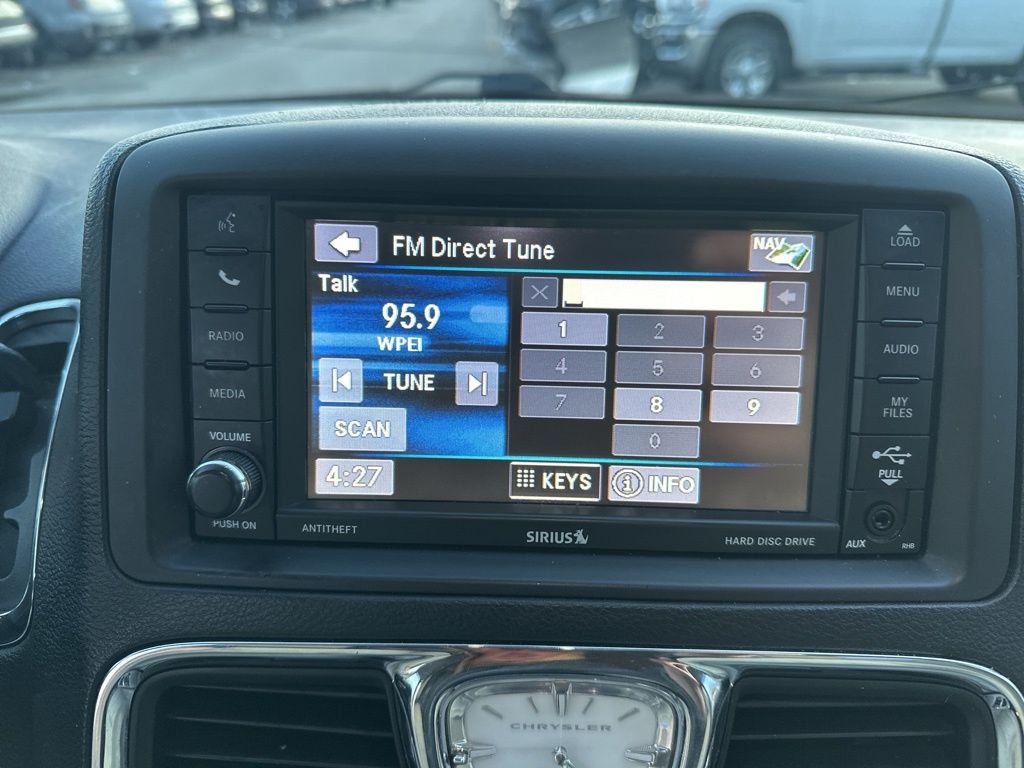 FM Direct Tune
NAV
LOAD
MENU
AUDIO
MY
FILES
PULL
AUX
RHB
RADIO
MEDIA
VOLUME
PUSH ON
Talk
95.9
WPEI
TUNE
SCAN
4:27
1 2 3
4 5 6
7 8 9
0
KEYS
INFO
ANTITHEFT
SIRIUS
HARD DISC DRIVE
CHRYSLER